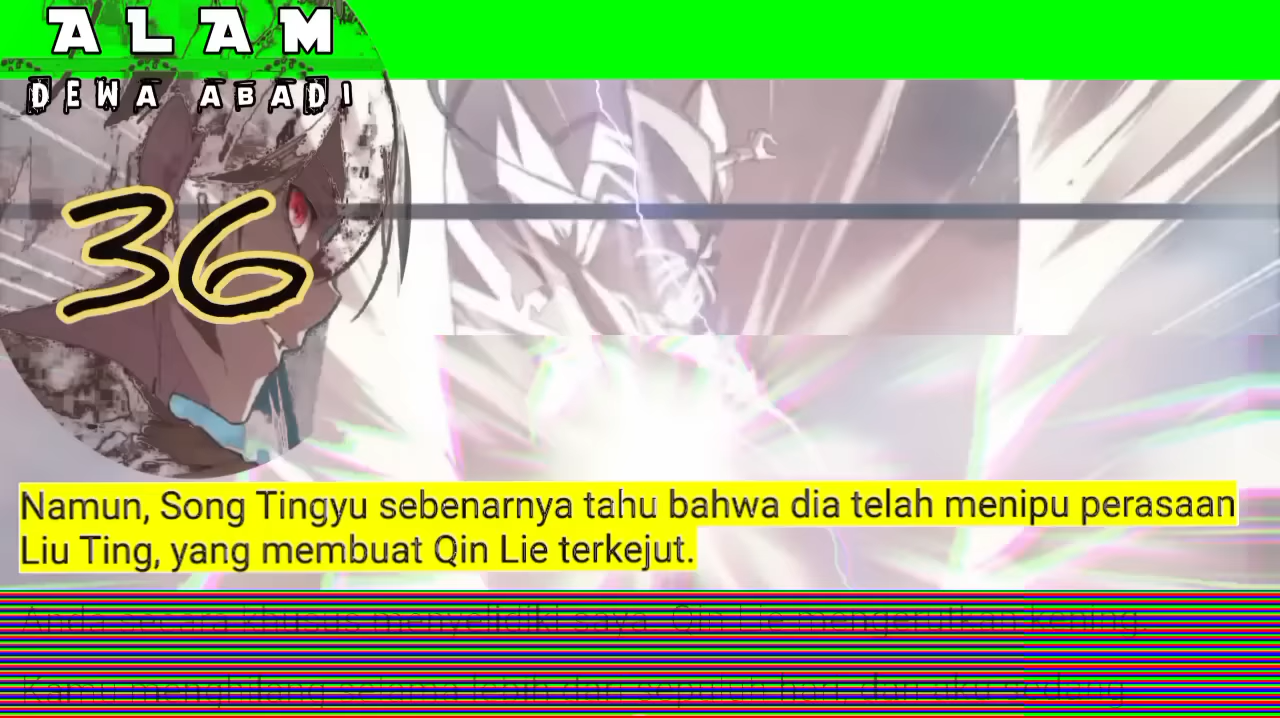 ALAM
DEWA ABADI
36
Namun, Song Tingyu sebenarnya tahu bahwa dia telah menipu perasaan
Liu Ting, yang membuat Qin Lie terkejut.
Anda secara khusus menyelidiki saya. Qin Lie mengerutkan kening.
Kamu menghilang selama lebih dari sepuluh hari, dan aku sedang